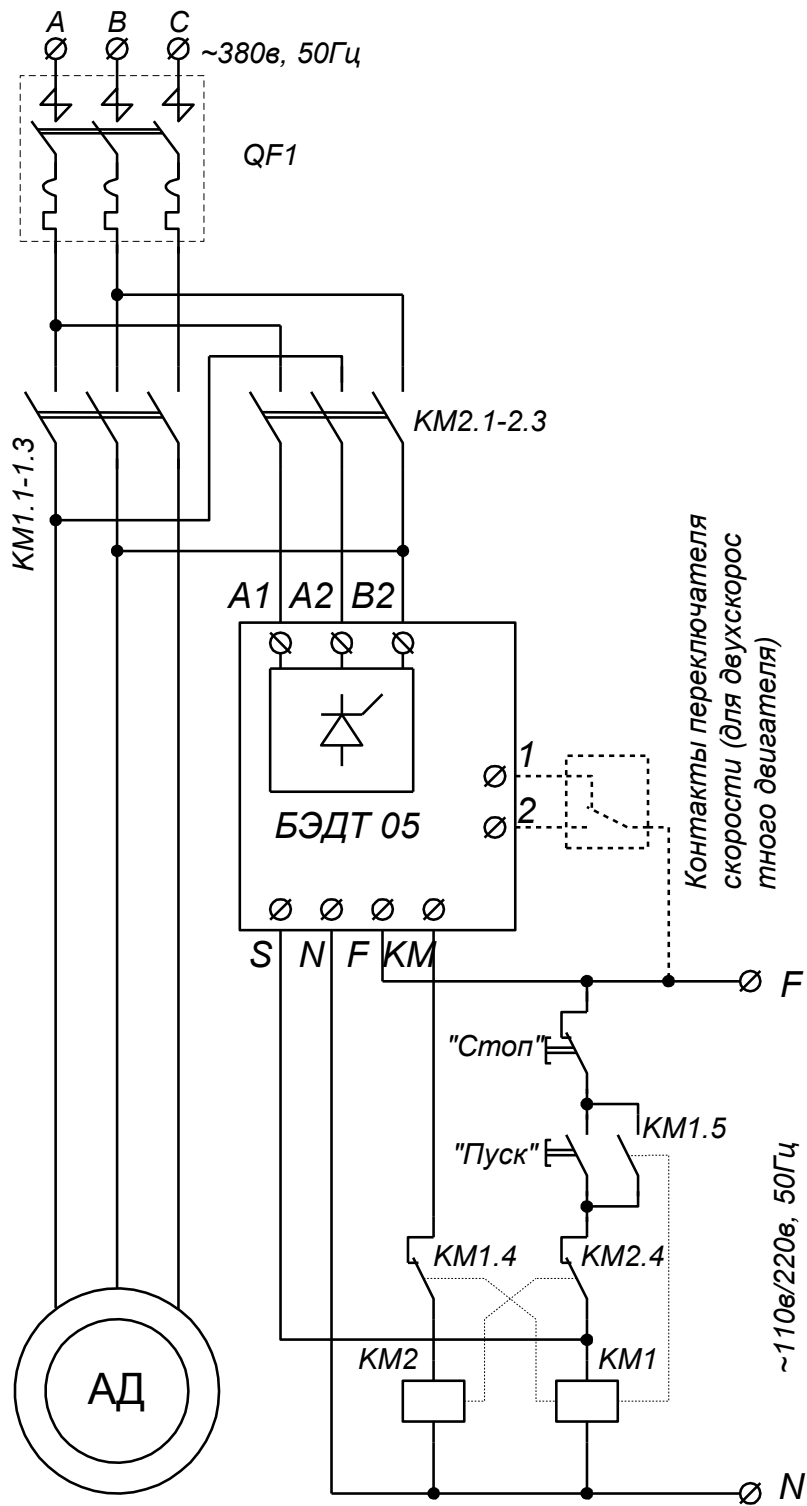 A B C
~380в, 50Гц
QF1
KM2.1-2.3
KM1.1-1.3
A1 A2 B2
Контакты переключателя
скорости (для двухскорос
тного двигателя)
1
2
БЭДТ 05
S N F KM
F
"Стоп"
KM1.5
"Пуск"
KM1.4
KM2.4
~110в/220в, 50Гц
KM2
KM1
АД
N